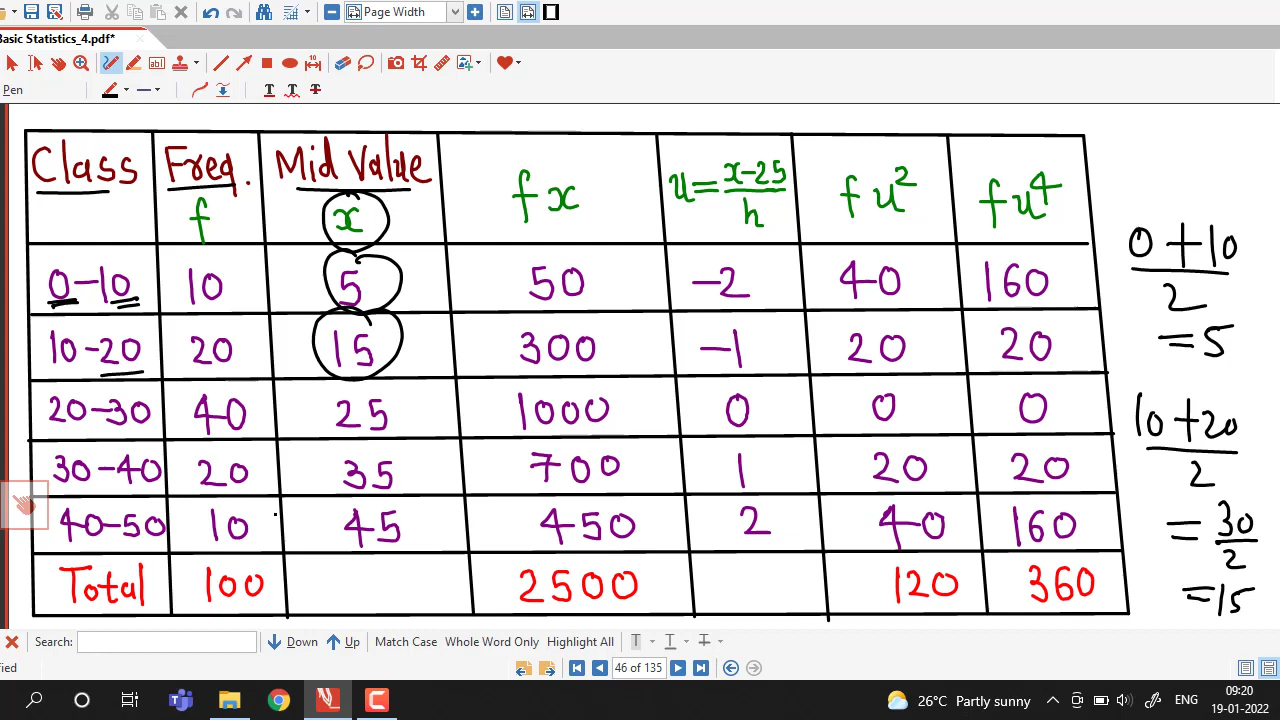 Page Width
Basic Statistics_4.pdf*
Pen
Class Freq. Mid Value f x u = x-25/h f u² f u⁴
f x
0-10 10 5 50 -2 40 160
10-20 20 15 300 -1 20 20
20-30 40 25 1000 0 0 0
30-40 20 35 700 1 20 20
40-50 10 45 450 2 40 160
Total 100 2500 120 360
0+10
2
=5
10+20
2
= 30
2
=15
Search: Down Up Match Case Whole Word Only Highlight All
fied
46 of 135
26°C Partly sunny ENG 09:20
19-01-2022